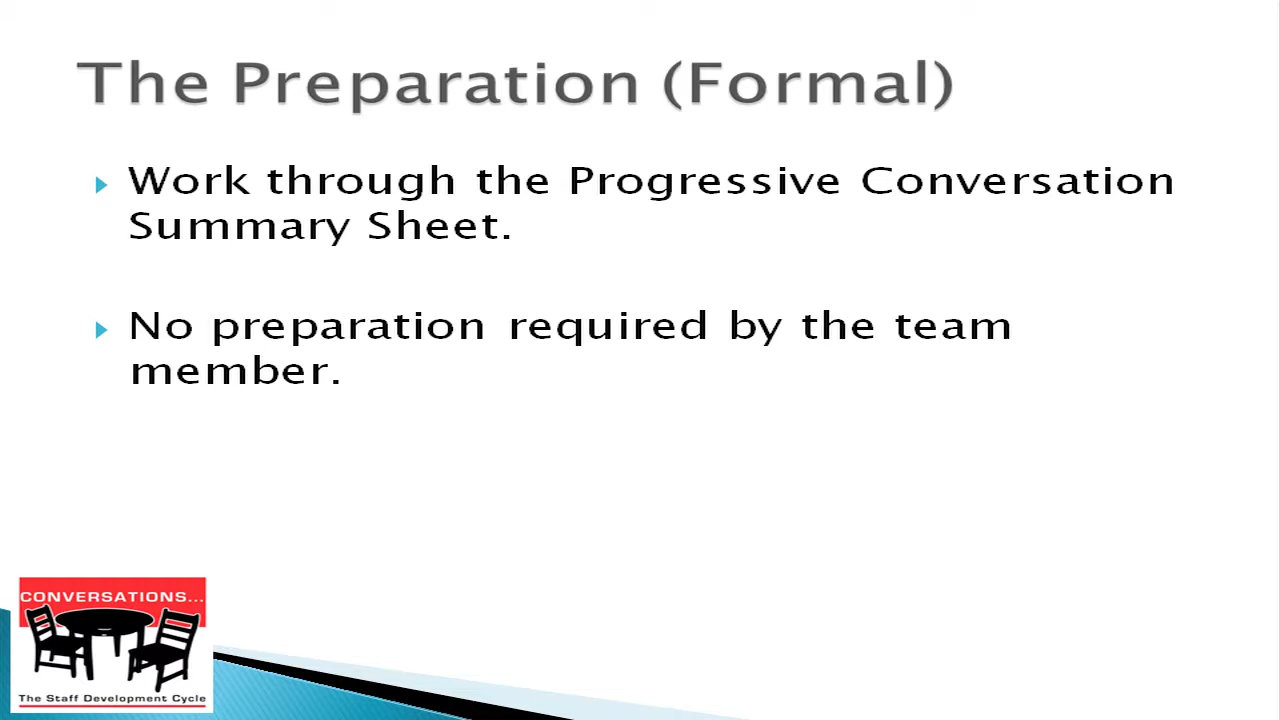 The Preparation (Formal)
Work through the Progressive Conversation
Summary Sheet.
No preparation required by the team
member.
CONVERSATIONS...
The Staff Development Cycle